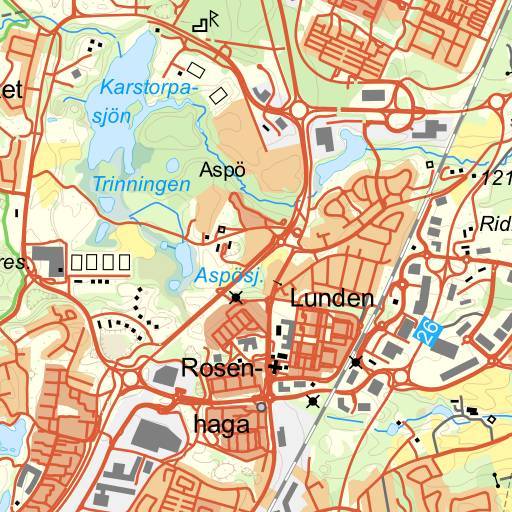 R
Karstorpa-
sjön
et
Aspö
Trinningen
121
Rid
res.
Aspösj.
Lunden
26
Rosen-
haga